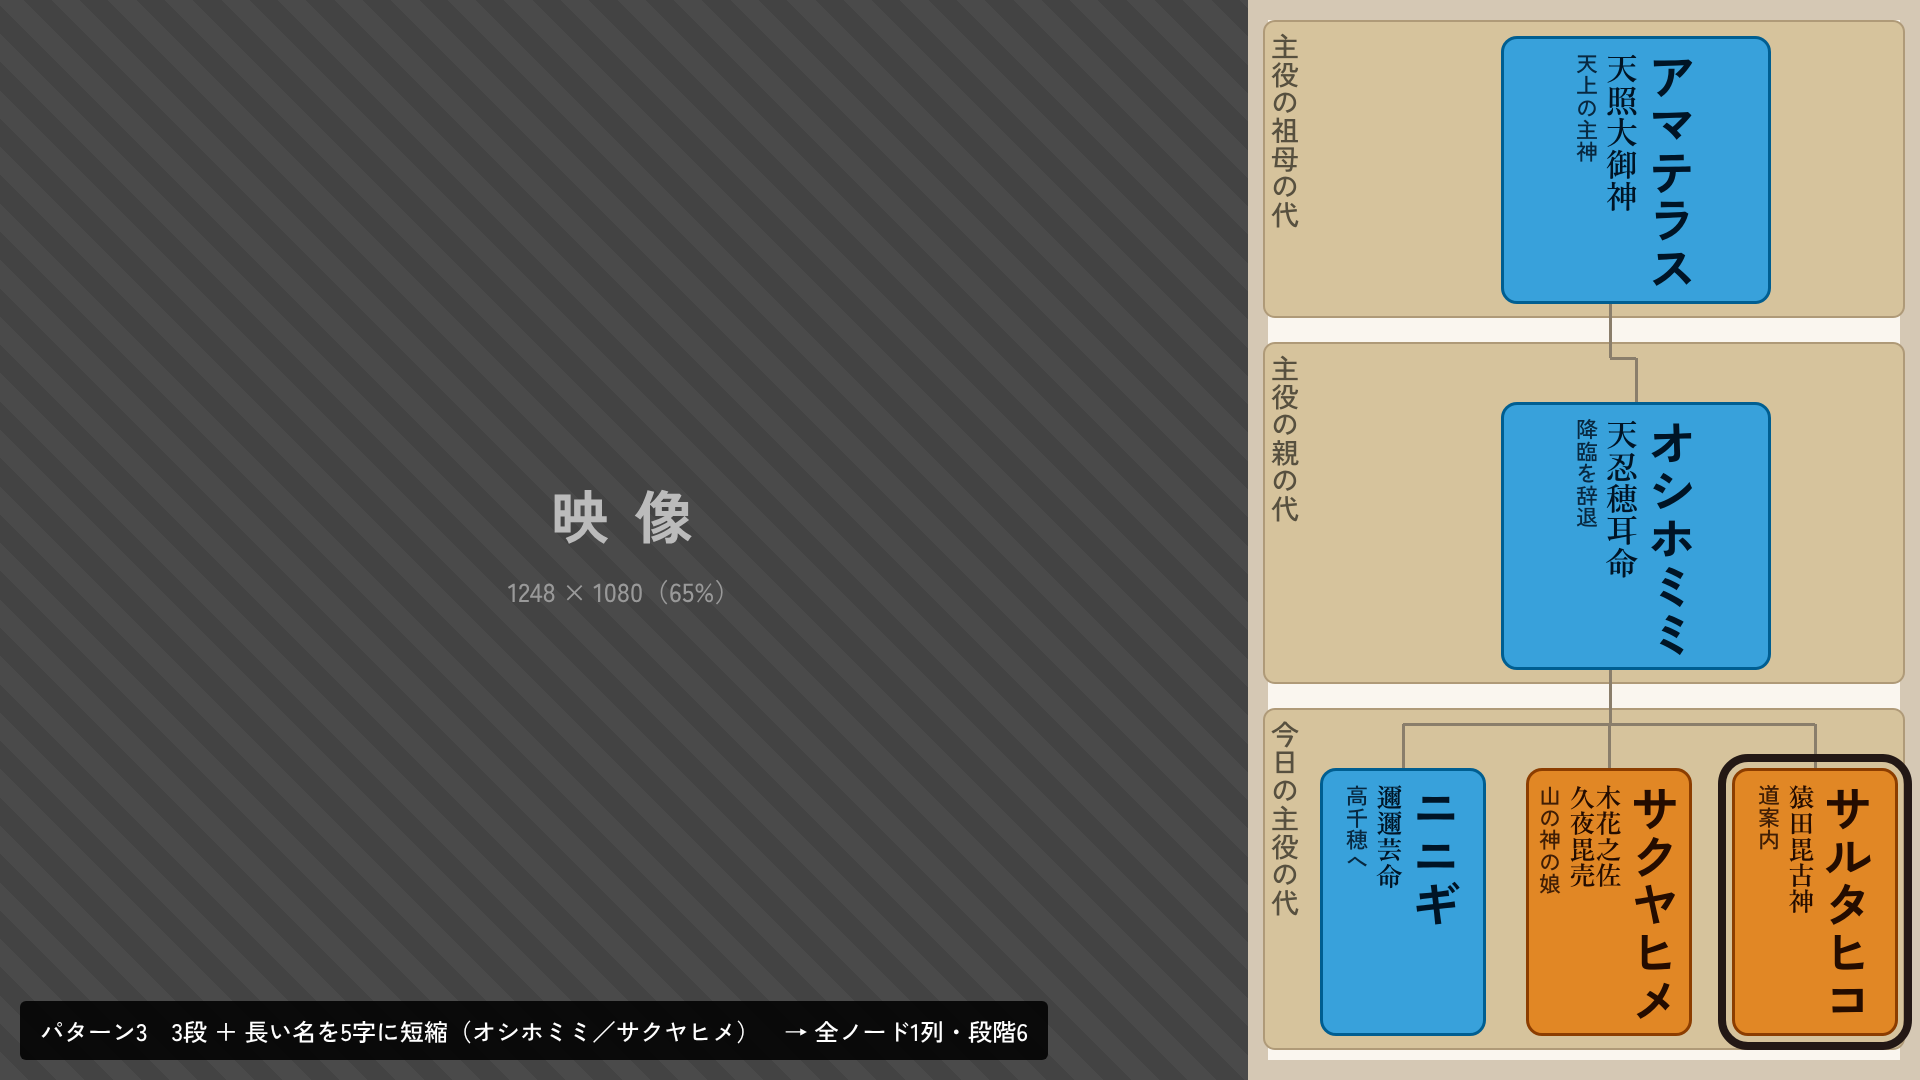 映像
1248 × 1080（65%）
パターン3　3段 ＋ 長い名を5字に短縮（オシホミミ／サクヤヒメ）　→ 全ノード1列・段階6
主役の祖母の代
アマテラス
天照大御神
天上の主神
主役の親の代
オシホミミ
天忍穂耳命
降臨を辞退
今日の主役の代
サルタヒコ
猿田毘古神
道案内
サクヤヒメ
木花之佐
久夜毘売
山の神の娘
ニニギ
邇邇芸命
高千穂へ